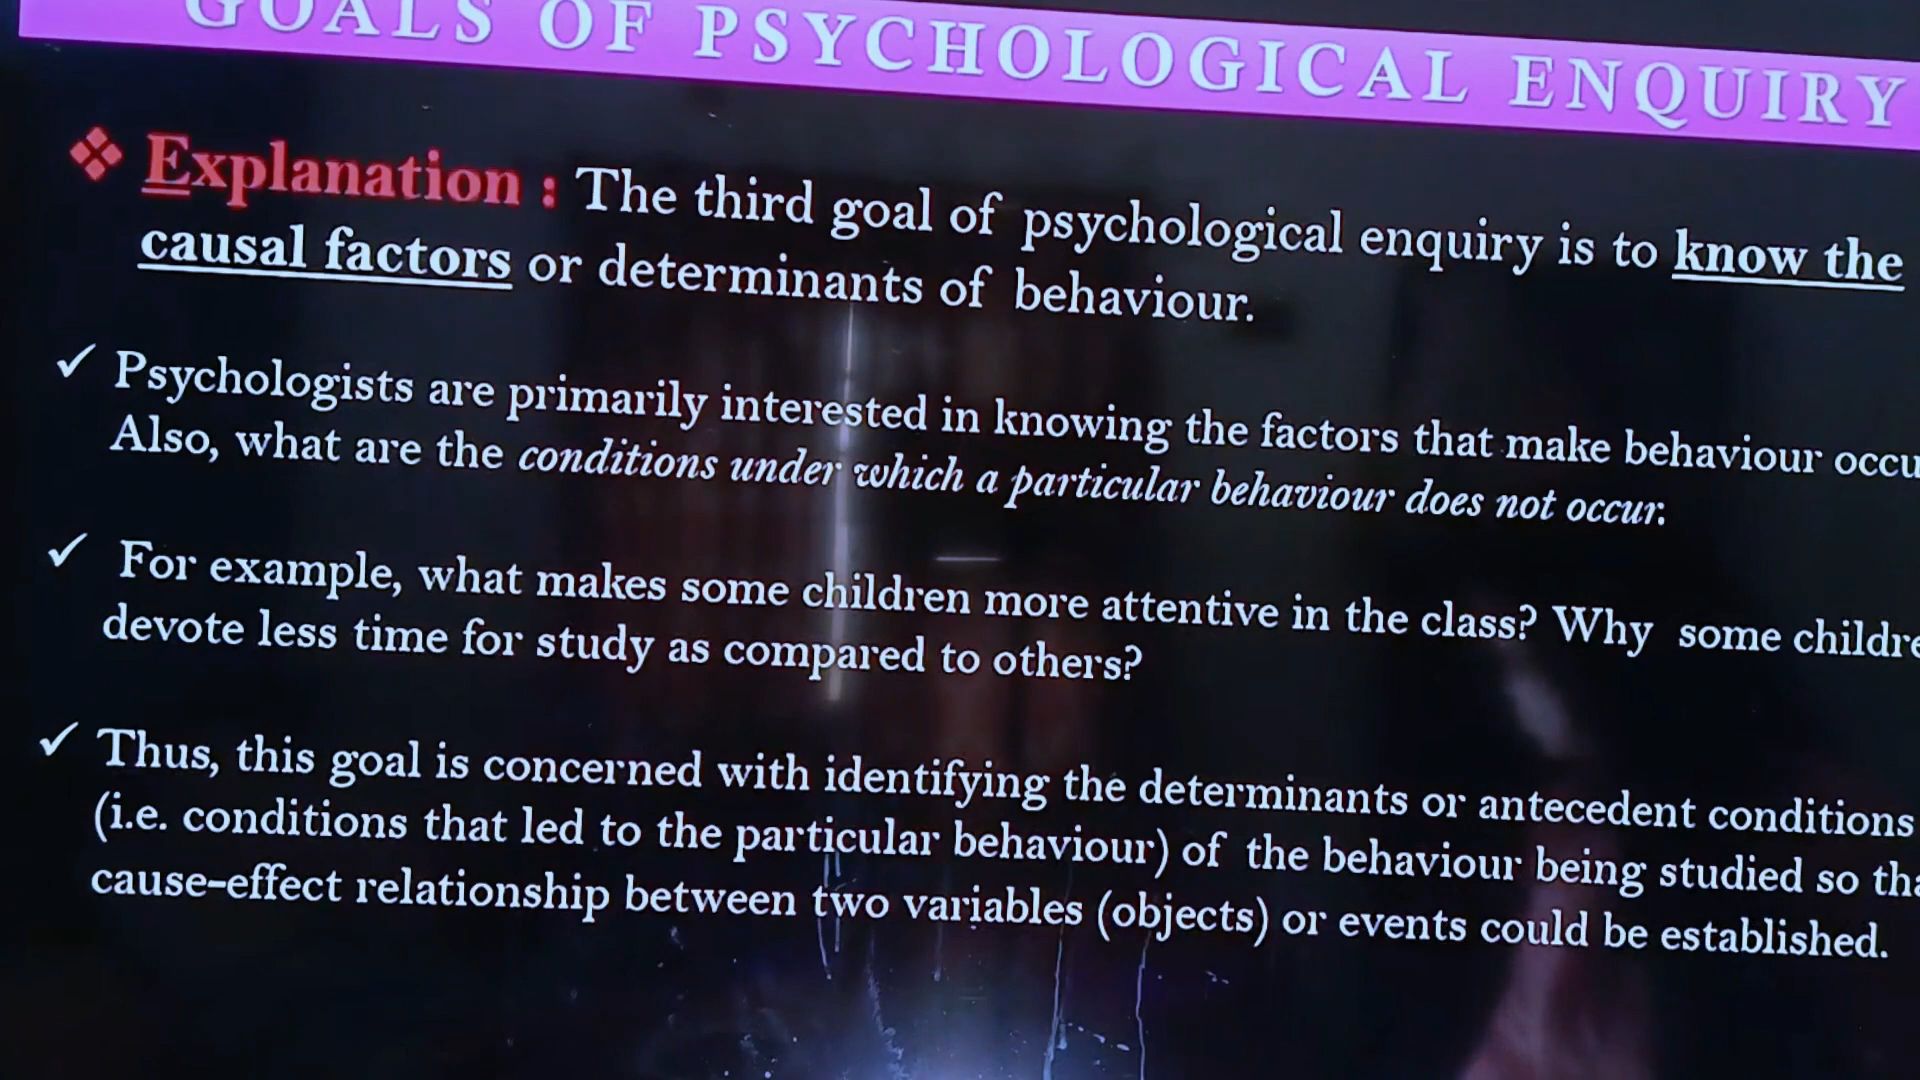 GOALS OF PSYCHOLOGICAL ENQUIRY
❖ Explanation : The third goal of psychological enquiry is to know the
causal factors or determinants of behaviour.
✓ Psychologists are primarily interested in knowing the factors that make behaviour occu
Also, what are the conditions under which a particular behaviour does not occur.
✓ For example, what makes some children more attentive in the class? Why some childre
devote less time for study as compared to others?
✓ Thus, this goal is concerned with identifying the determinants or antecedent conditions
(i.e. conditions that led to the particular behaviour) of the behaviour being studied so tha
cause-effect relationship between two variables (objects) or events could be established.